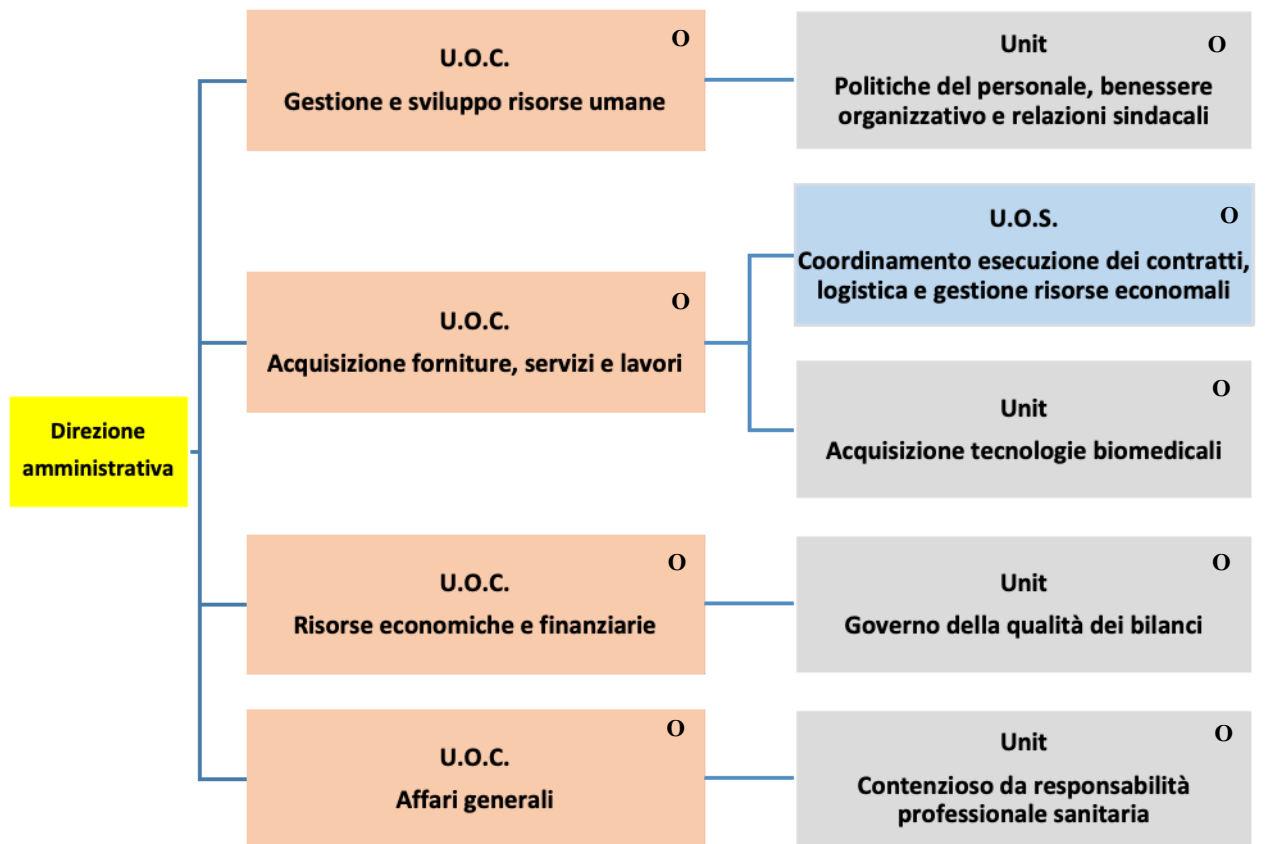 O
U.O.C.
Gestione e sviluppo risorse umane
O
Unit
Politiche del personale, benessere
organizzativo e relazioni sindacali
O
U.O.S.
Coordinamento esecuzione dei contratti,
logistica e gestione risorse economali
O
U.O.C.
Acquisizione forniture, servizi e lavori
O
Unit
Acquisizione tecnologie biomedicali
Direzione
amministrativa
O
U.O.C.
Risorse economiche e finanziarie
O
Unit
Governo della qualità dei bilanci
O
U.O.C.
Affari generali
O
Unit
Contenzioso da responsabilità
professionale sanitaria